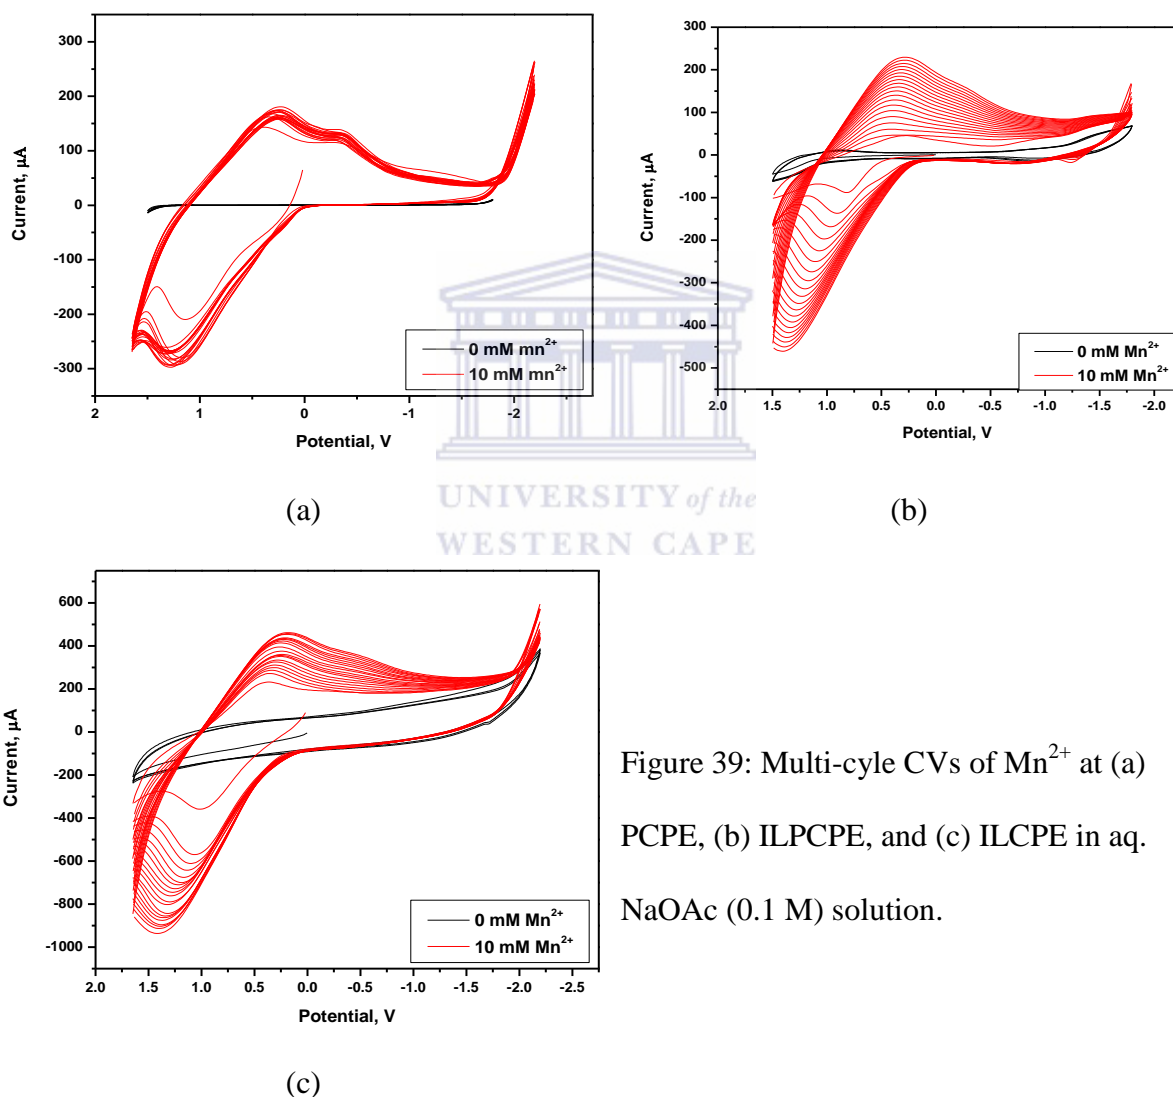 300
200
100
0
-100
-200
-300
2
1
0
-1
-2
Current, µA
Potential, V
0 mM mn²⁺
10 mM mn²⁺
(a)
300
200
100
0
-100
-200
-300
-400
-500
2.0
1.5
1.0
0.5
0.0
-0.5
-1.0
-1.5
-2.0
Current, µA
Potential, V
0 mM Mn²⁺
10 mM Mn²⁺
(b)
UNIVERSITY of the
WESTERN CAPE
600
400
200
0
-200
-400
-600
-800
-1000
2.0
1.5
1.0
0.5
0.0
-0.5
-1.0
-1.5
-2.0
-2.5
Current, µA
Potential, V
0 mM Mn²⁺
10 mM Mn²⁺
(c)
Figure 39: Multi-cyle CVs of Mn²⁺ at (a)
PCPE, (b) ILPCPE, and (c) ILCPE in aq.
NaOAc (0.1 M) solution.